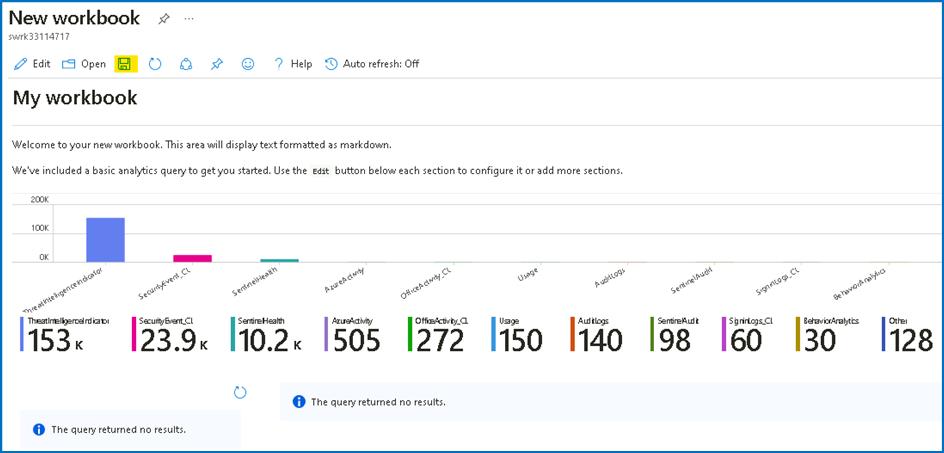 New workbook
swrk33114717
Edit Open Help Auto refresh: Off
My workbook
Welcome to your new workbook. This area will display text formatted as markdown.
We've included a basic analytics query to get you started. Use the Edit button below each section to configure it or add more sections.
200K
100K
0K
ThreatIntelligenceIndicator SecurityEvent_CL SentinelHealth AzureActivity OfficeActivity_CL Usage AuditLogs SentinelAudit SigninLogs_CL BehaviorAnalytics
ThreatIntelligenceIndicator SecurityEvent_CL SentinelHealth AzureActivity OfficeActivity_CL Usage AuditLogs SentinelAudit SigninLogs_CL BehaviorAnalytics Other
153 K 23.9 K 10.2 K 505 272 150 140 98 60 30 128
The query returned no results.
The query returned no results.